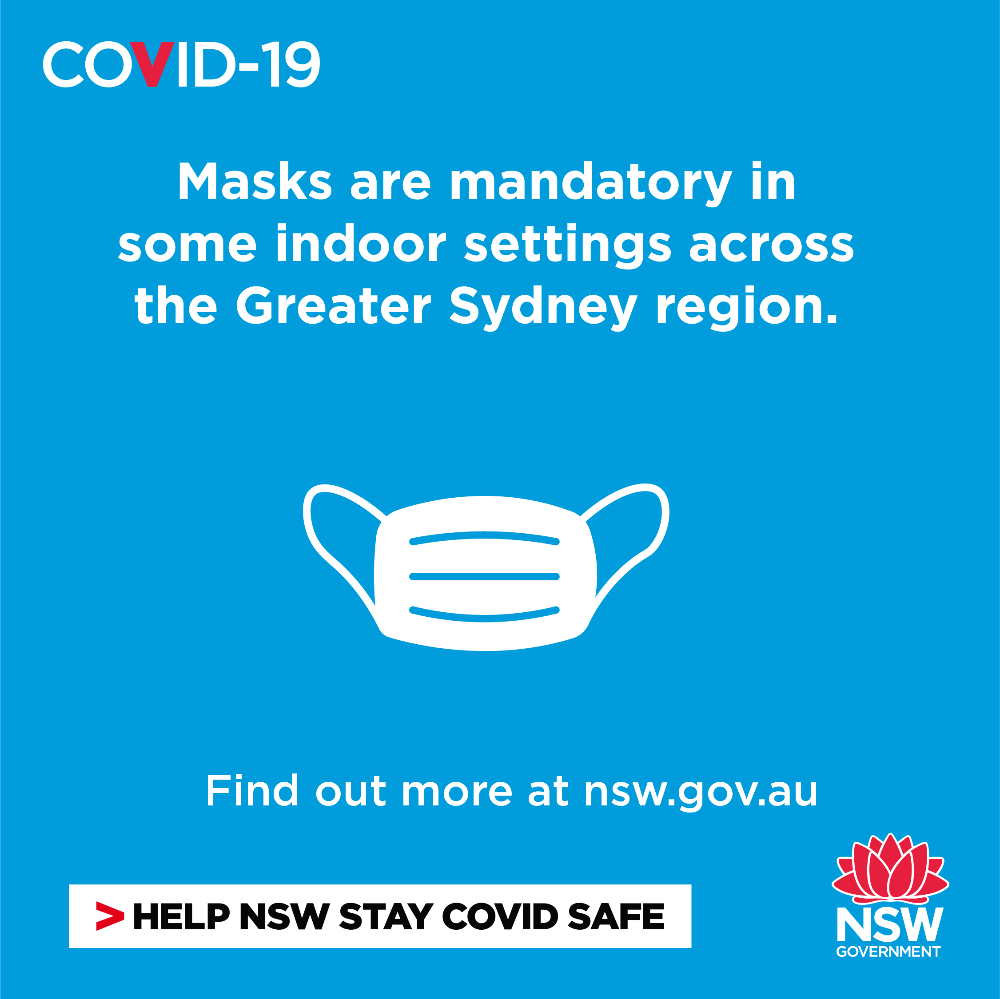 COVID-19
Masks are mandatory in
some indoor settings across
the Greater Sydney region.
Find out more at nsw.gov.au
> HELP NSW STAY COVID SAFE
NSW
GOVERNMENT